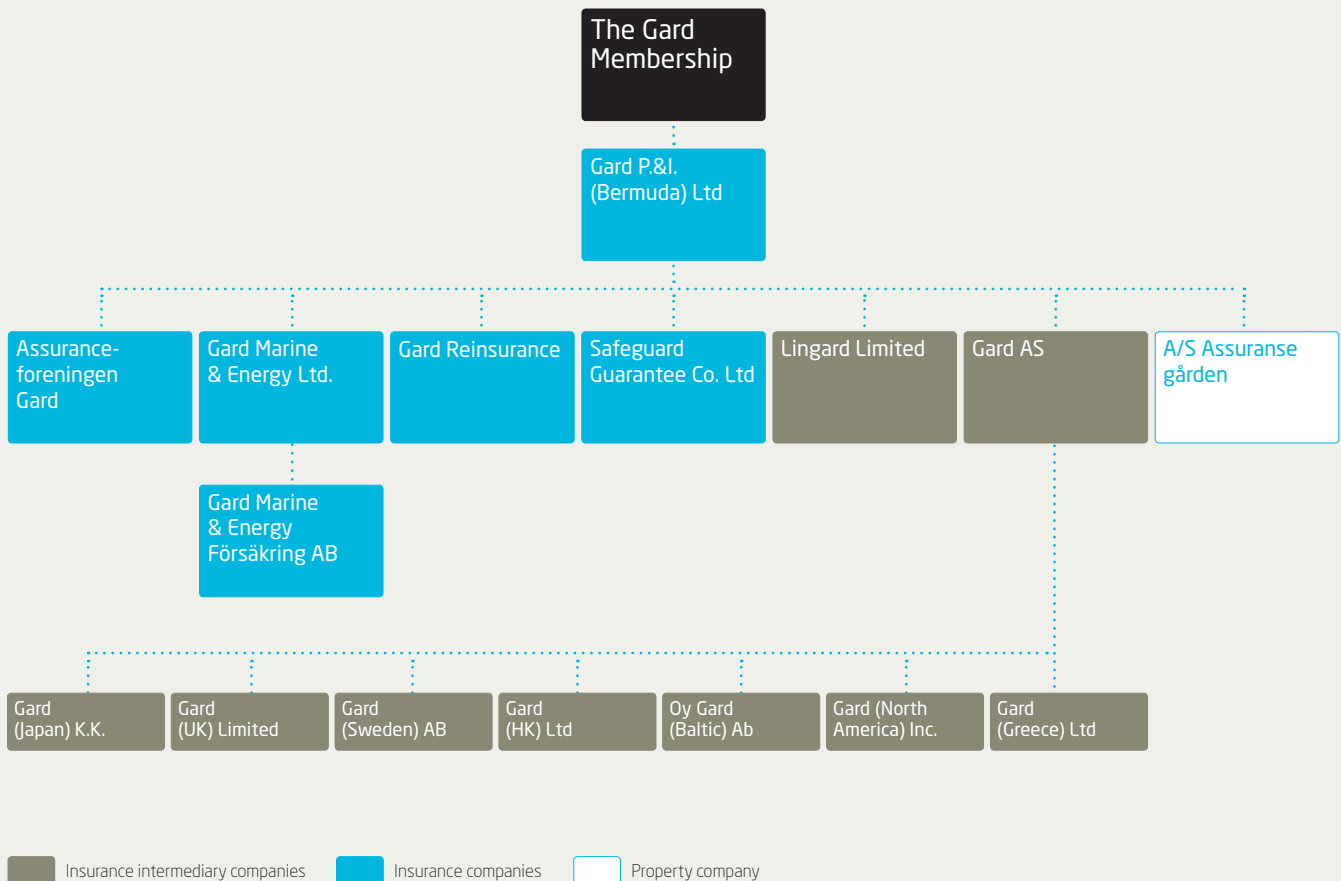 The Gard
Membership
Gard P.&I.
(Bermuda) Ltd
Assurance-
foreningen
Gard
Gard Marine
& Energy Ltd.
Gard Reinsurance
Safeguard
Guarantee Co. Ltd
Lingard Limited
Gard AS
A/S Assuranse
gården
Gard Marine
& Energy
Försäkring AB
Gard
(Japan) K.K.
Gard
(UK) Limited
Gard
(Sweden) AB
Gard
(HK) Ltd
Oy Gard
(Baltic) Ab
Gard (North
America) Inc.
Gard
(Greece) Ltd
Insurance intermediary companies
Insurance companies
Property company